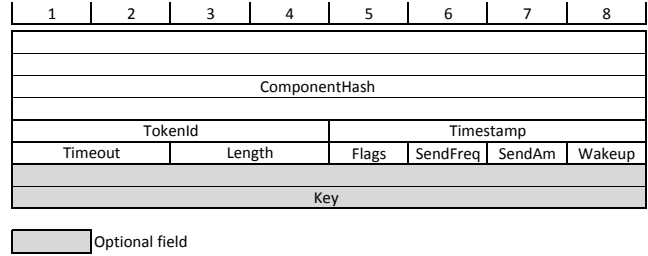 1 2 3 4 5 6 7 8
ComponentHash
TokenId Timestamp
Timeout Length Flags SendFreq SendAm Wakeup
Key
Optional field